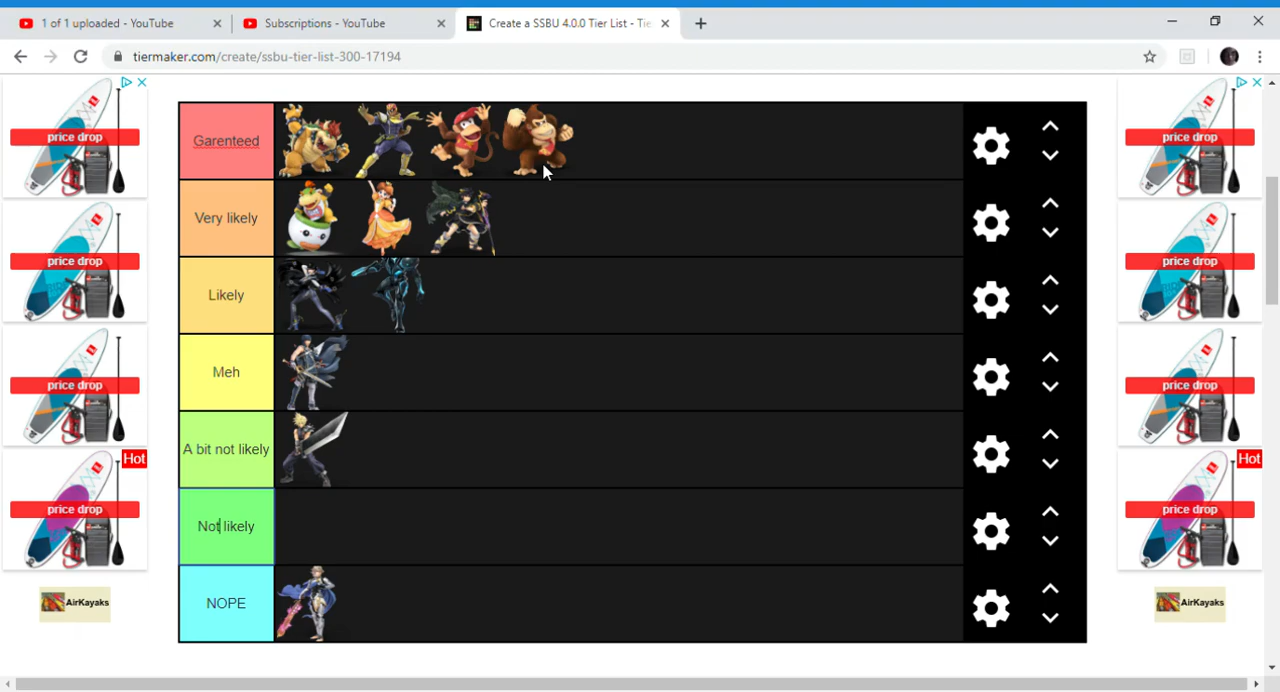 1 of 1 uploaded - YouTube
Subscriptions - YouTube
Create a SSBU 4.0.0 Tier List - Tie
tiermaker.com/create/ssbu-tier-list-300-17194
price drop
price drop
price drop
Hot
price drop
AirKayaks
Garenteed
Very likely
Likely
Meh
A bit not likely
Not likely
NOPE
price drop
price drop
price drop
Hot
price drop
AirKayaks